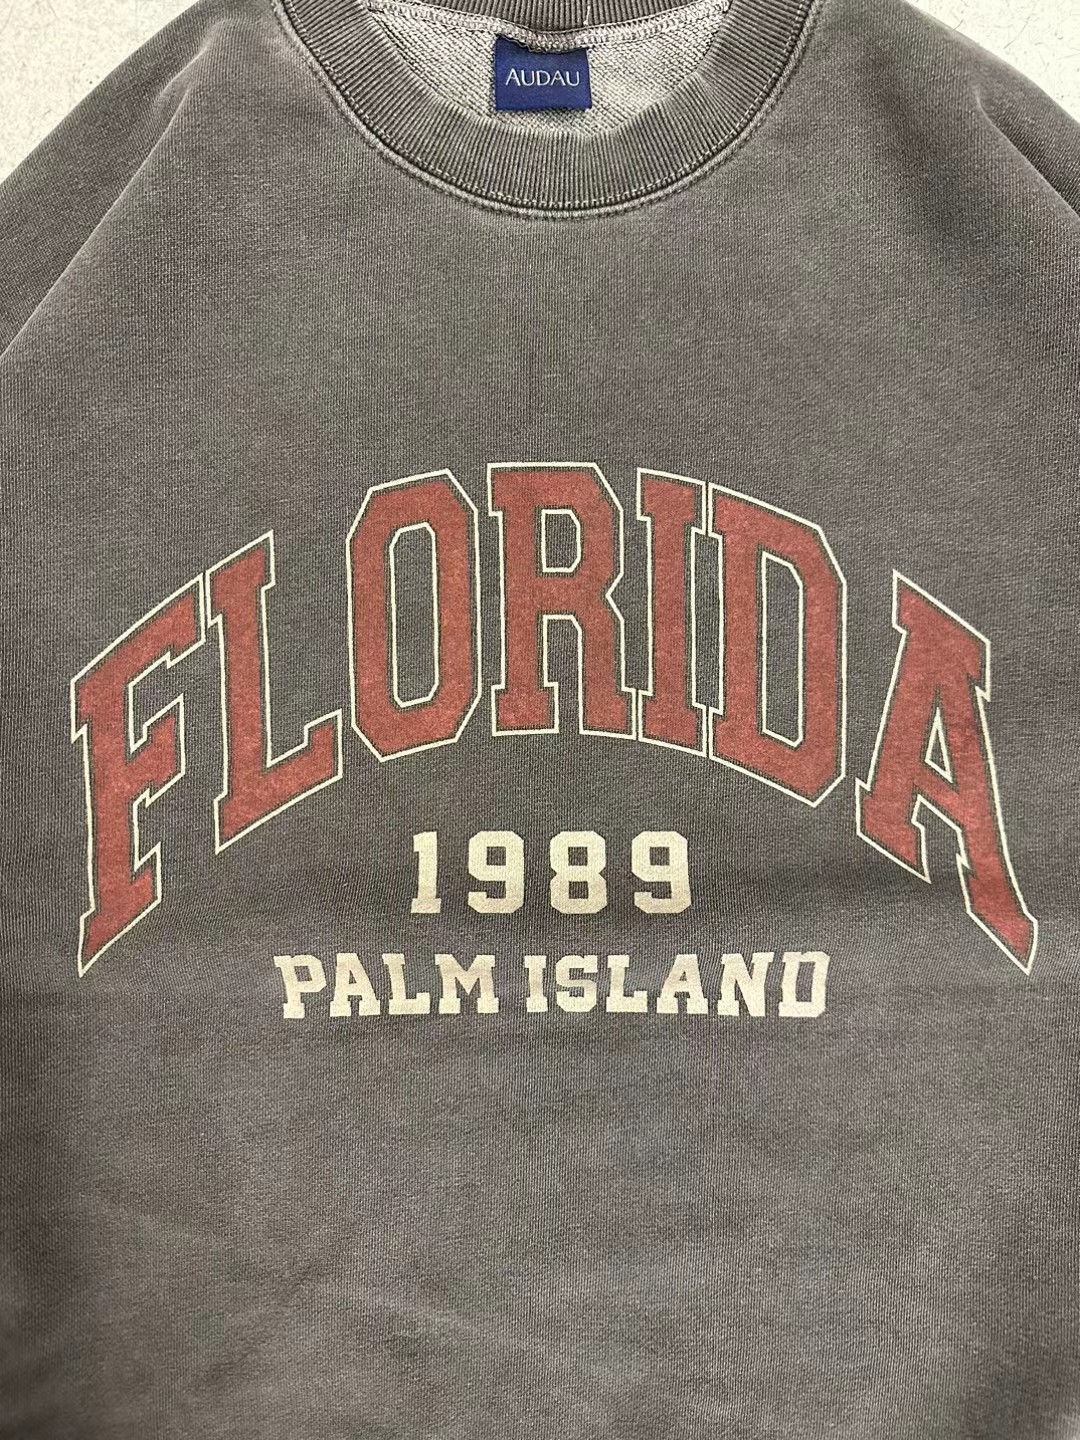 AUDAU
FLORIDA
1989
PALM ISLAND